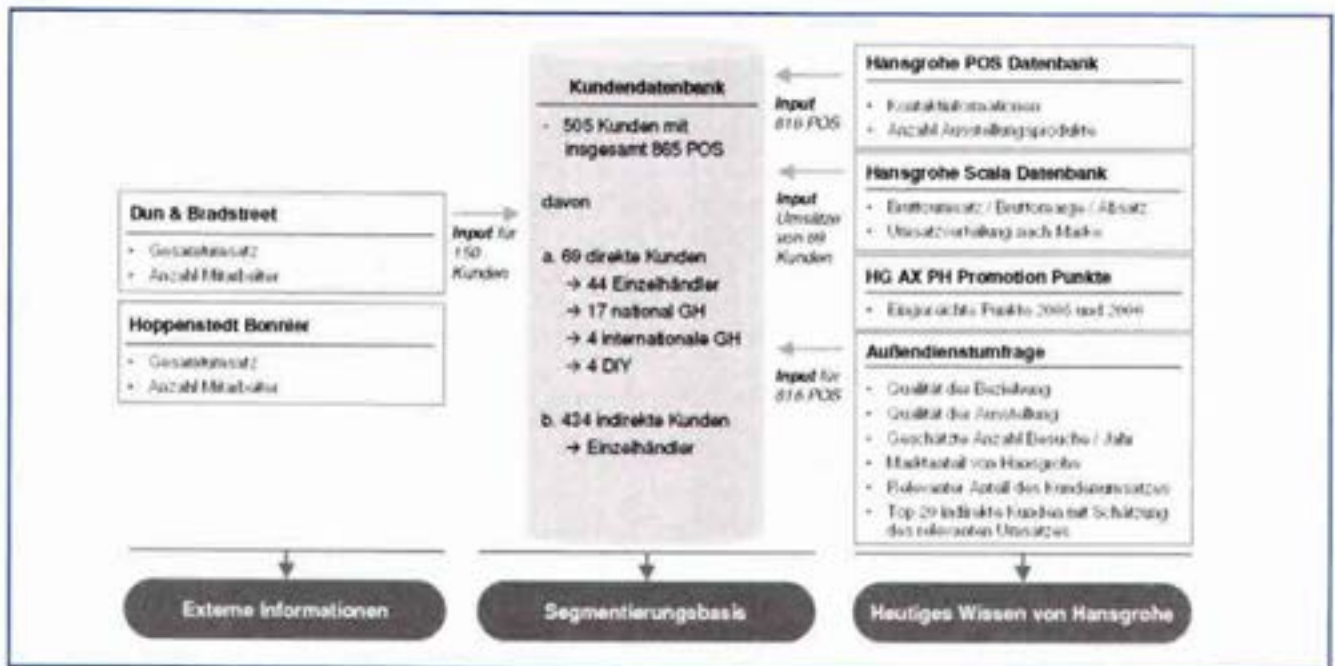 Dun & Bradstreet
• Gesamtumsatz
• Anzahl Mitarbeiter
Hoppenstedt Bonnier
• Gesamtumsatz
• Anzahl Mitarbeiter
Input für
150
Kunden
Kundendatenbank
- 505 Kunden mit
insgesamt 865 POS
davon
a. 69 direkte Kunden
→ 44 Einzelhändler
→ 17 national GH
→ 4 internationale GH
→ 4 DIY
b. 434 indirekte Kunden
→ Einzelhändler
Input
816 POS
Input
Umsätze
von 69
Kunden
Input für
816 POS
Hansgrohe POS Datenbank
• Kontaktinformationen
• Anzahl Ausstellungsprodukte
Hansgrohe Scala Datenbank
• Bruttoumsatz / Bruttomarge / Absatz
• Umsatzverteilung nach Marke
HG AX PH Promotion Punkte
• Eingereichte Punkte 2005 und 2006
Außendienstumfrage
• Qualität der Beziehung
• Qualität der Ausstellung
• Geschätzte Anzahl Besuche / Jahr
• Marktanteil von Hansgrohe
• Relevanter Anteil des Kundenumsatzes
• Top 20 indirekte Kunden mit Schätzung
des relevanten Umsatzes
Externe Informationen
Segmentierungsbasis
Heutiges Wissen von Hansgrohe